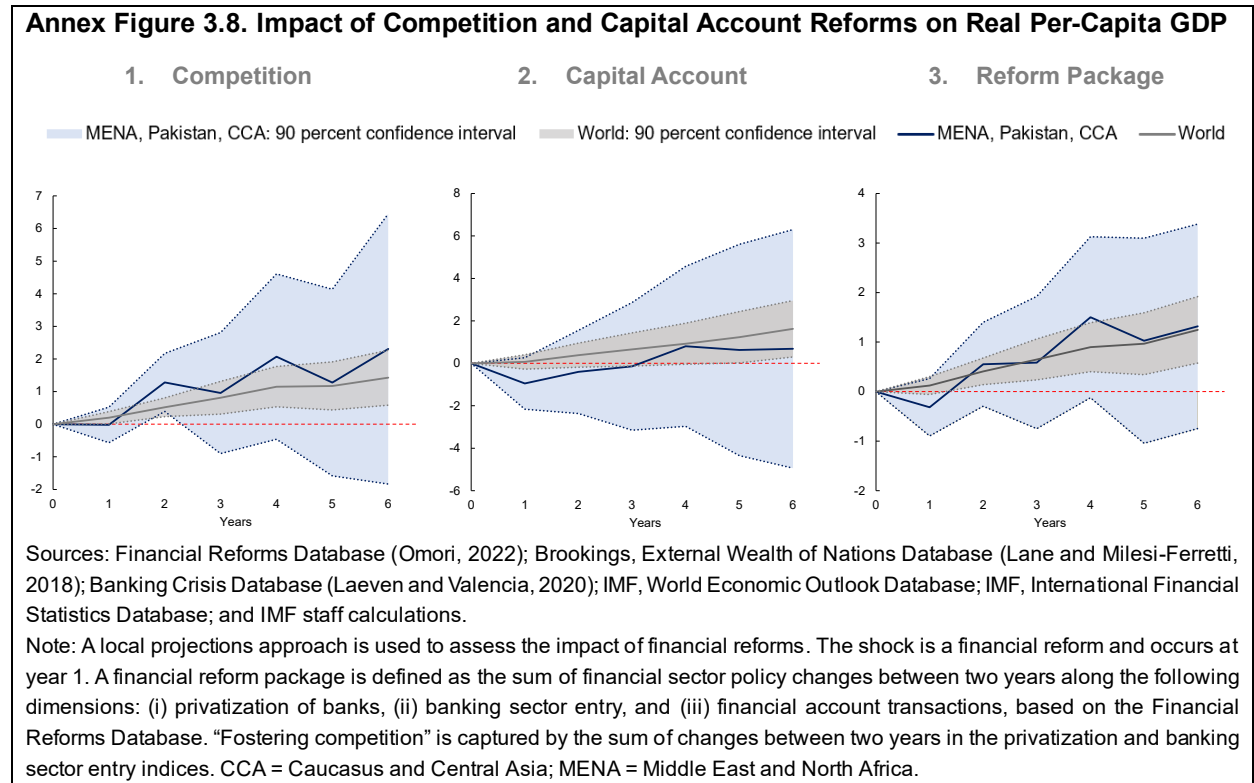 Annex Figure 3.8. Impact of Competition and Capital Account Reforms on Real Per-Capita GDP
1. Competition
2. Capital Account
3. Reform Package
MENA, Pakistan, CCA: 90 percent confidence interval
World: 90 percent confidence interval
MENA, Pakistan, CCA
World
7
6
5
4
3
2
1
0
-1
-2
0 1 2 3 4 5 6
Years
8
6
4
2
0
-2
-4
-6
0 1 2 3 4 5 6
Years
4
3
2
1
0
-1
-2
0 1 2 3 4 5 6
Years
Sources: Financial Reforms Database (Omori, 2022); Brookings, External Wealth of Nations Database (Lane and Milesi-Ferretti,
2018); Banking Crisis Database (Laeven and Valencia, 2020); IMF, World Economic Outlook Database; IMF, International Financial
Statistics Database; and IMF staff calculations.
Note: A local projections approach is used to assess the impact of financial reforms. The shock is a financial reform and occurs at
year 1. A financial reform package is defined as the sum of financial sector policy changes between two years along the following
dimensions: (i) privatization of banks, (ii) banking sector entry, and (iii) financial account transactions, based on the Financial
Reforms Database. “Fostering competition” is captured by the sum of changes between two years in the privatization and banking
sector entry indices. CCA = Caucasus and Central Asia; MENA = Middle East and North Africa.